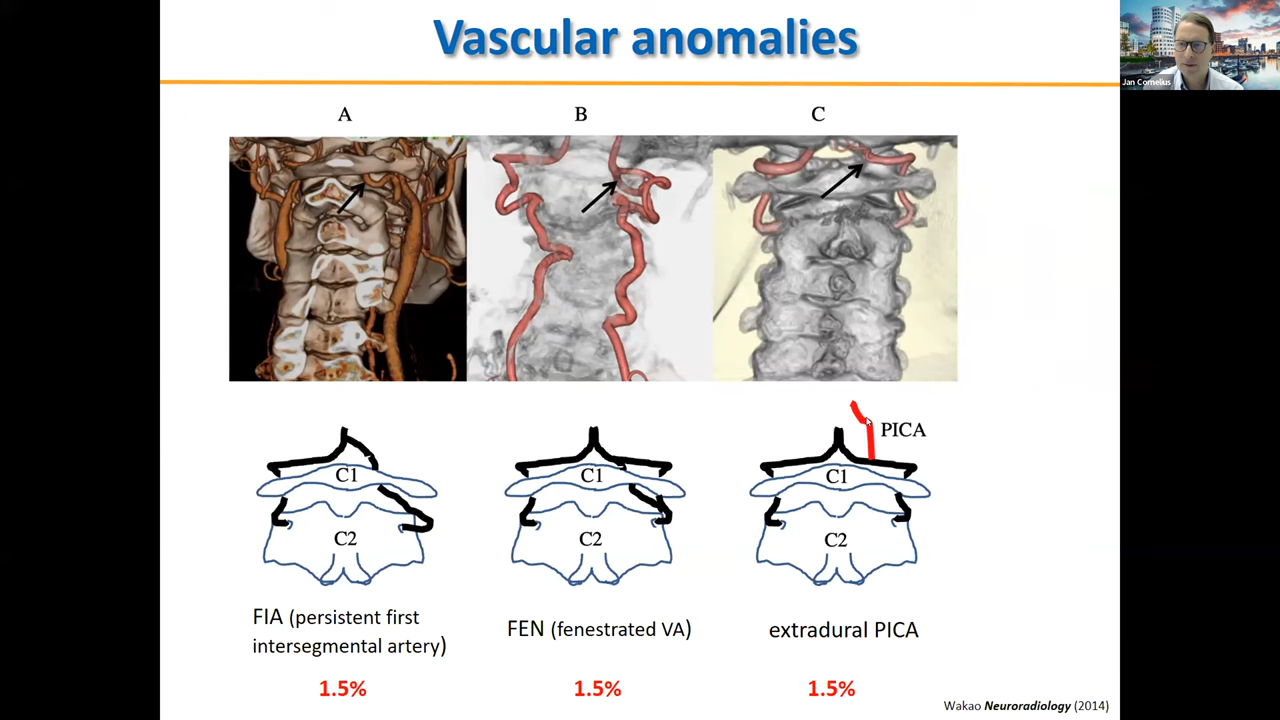 Vascular anomalies
Jan Cornelius
A
B
C
PICA
C1
C1
C1
C2
C2
C2
FIA (persistent first
intersegmental artery)
FEN (fenestrated VA)
extradural PICA
1.5%
1.5%
1.5%
Wakao Neuroradiology (2014)